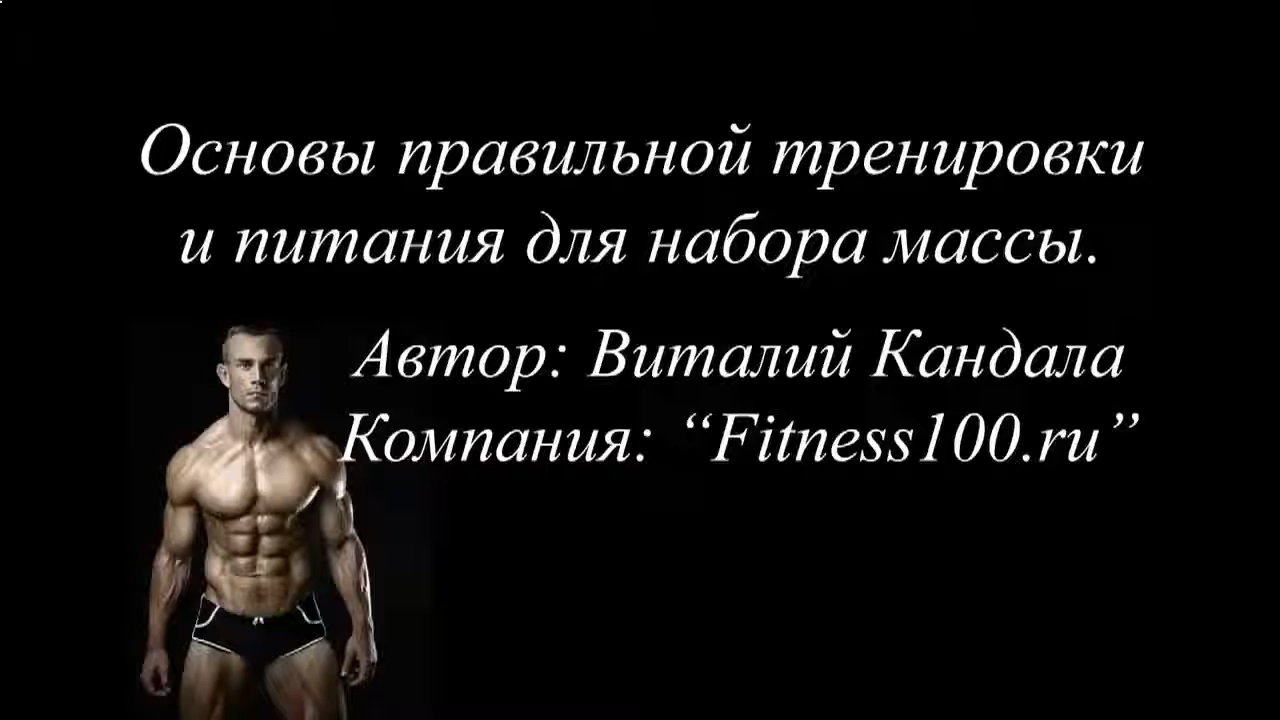 Основы правильной тренировки
и питания для набора массы.
Автор: Виталий Кандала
Компания: “Fitness100.ru”